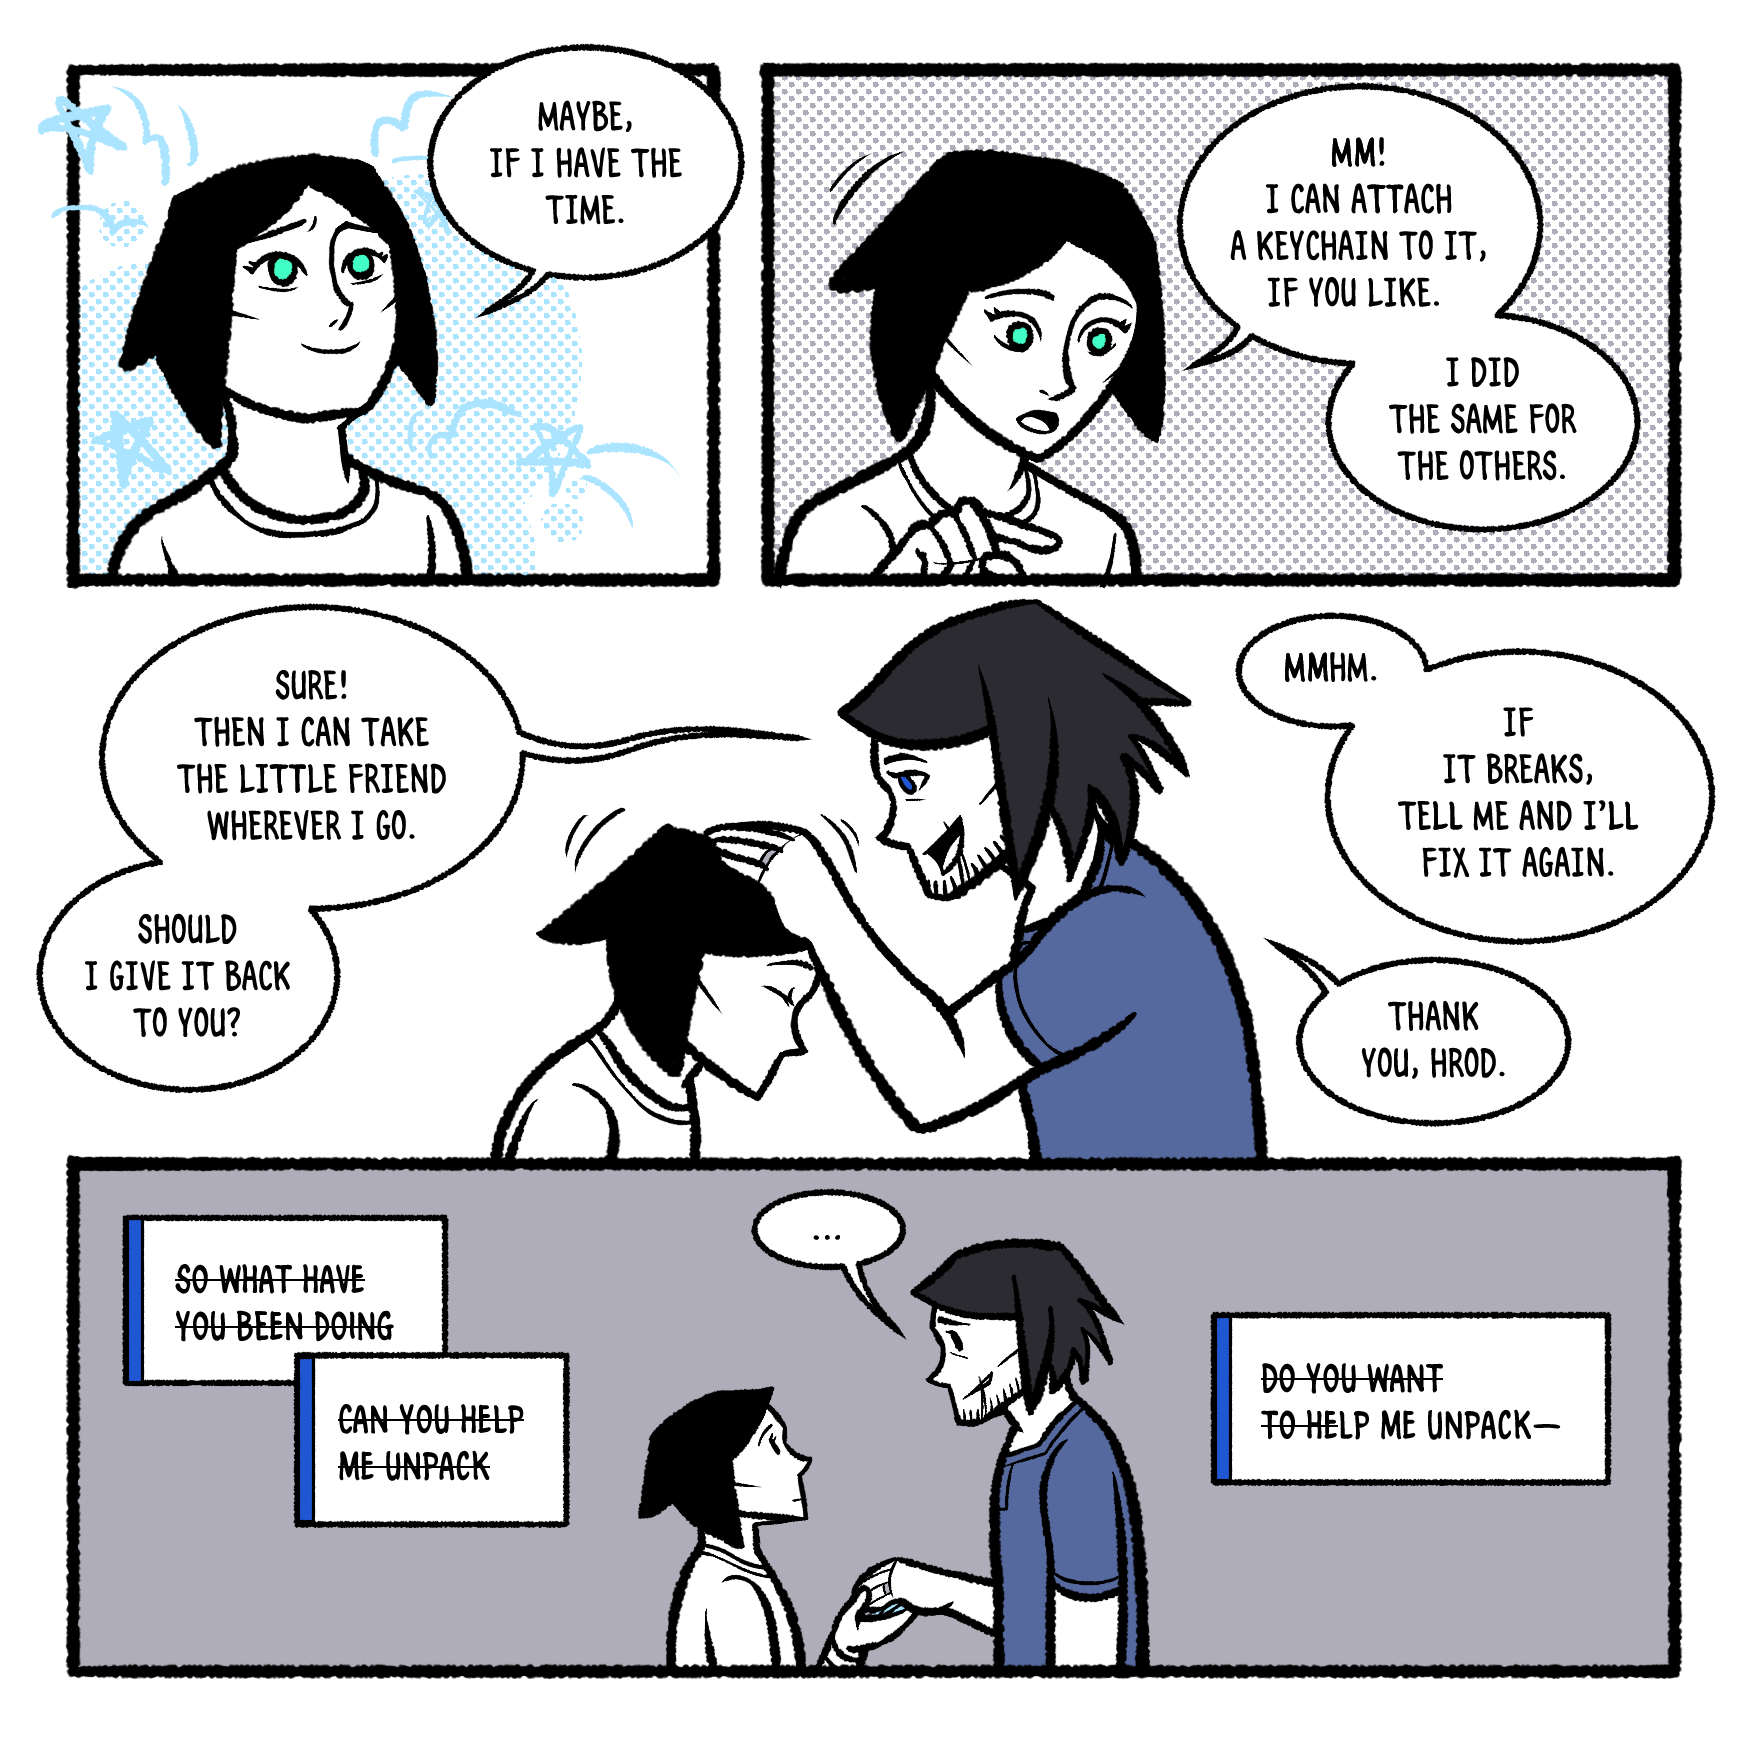 MAYBE,
IF I HAVE THE
TIME.
MM!
I CAN ATTACH
A KEYCHAIN TO IT,
IF YOU LIKE.
I DID
THE SAME FOR
THE OTHERS.
SURE!
THEN I CAN TAKE
THE LITTLE FRIEND
WHEREVER I GO.
SHOULD
I GIVE IT BACK
TO YOU?
MMHM.
IF
IT BREAKS,
TELL ME AND I'LL
FIX IT AGAIN.
THANK
YOU, HROD.
SO WHAT HAVE
YOU BEEN DOING
CAN YOU HELP
ME UNPACK
...
DO YOU WANT
TO HELP ME UNPACK—